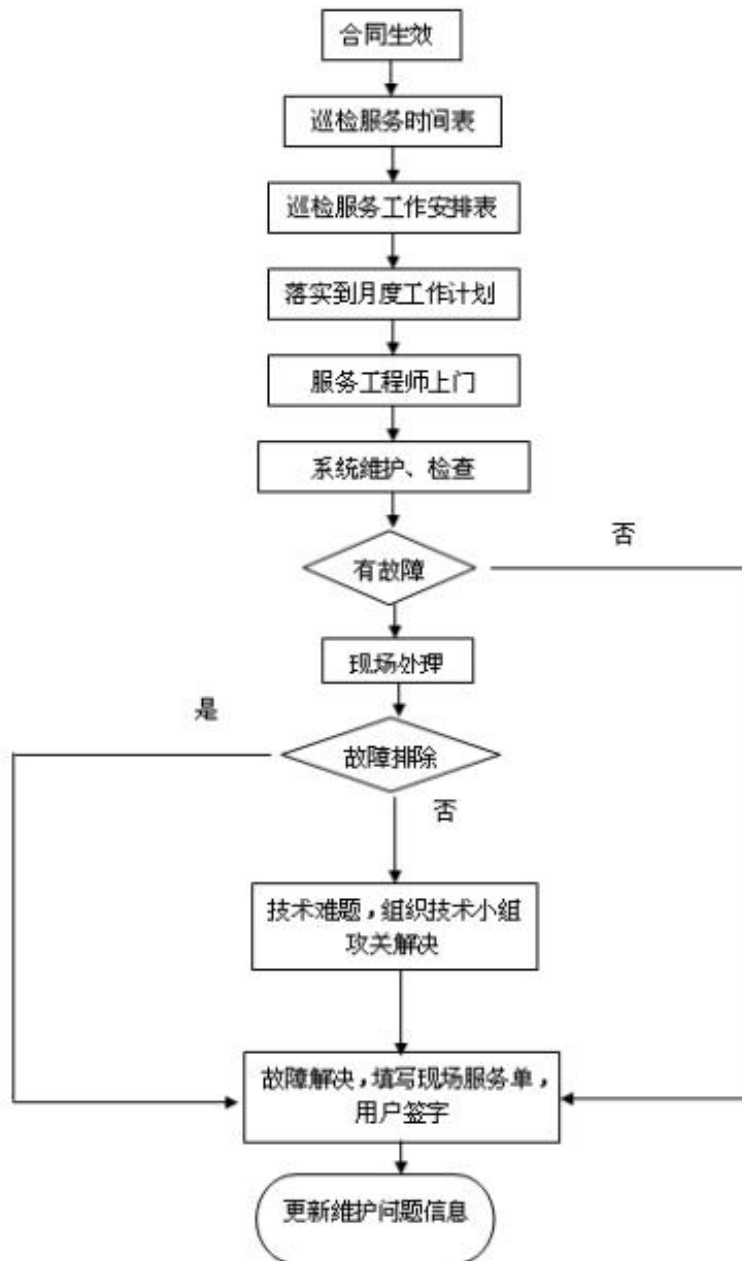 合同生效
巡检服务时间表
巡检服务工作安排表
落实到月度工作计划
服务工程师上门
系统维护、检查
否
有故障
现场处理
是
故障排除
否
技术难题，组织技术小组
攻关解决
故障解决，填写现场服务单，
用户签字
更新维护问题信息